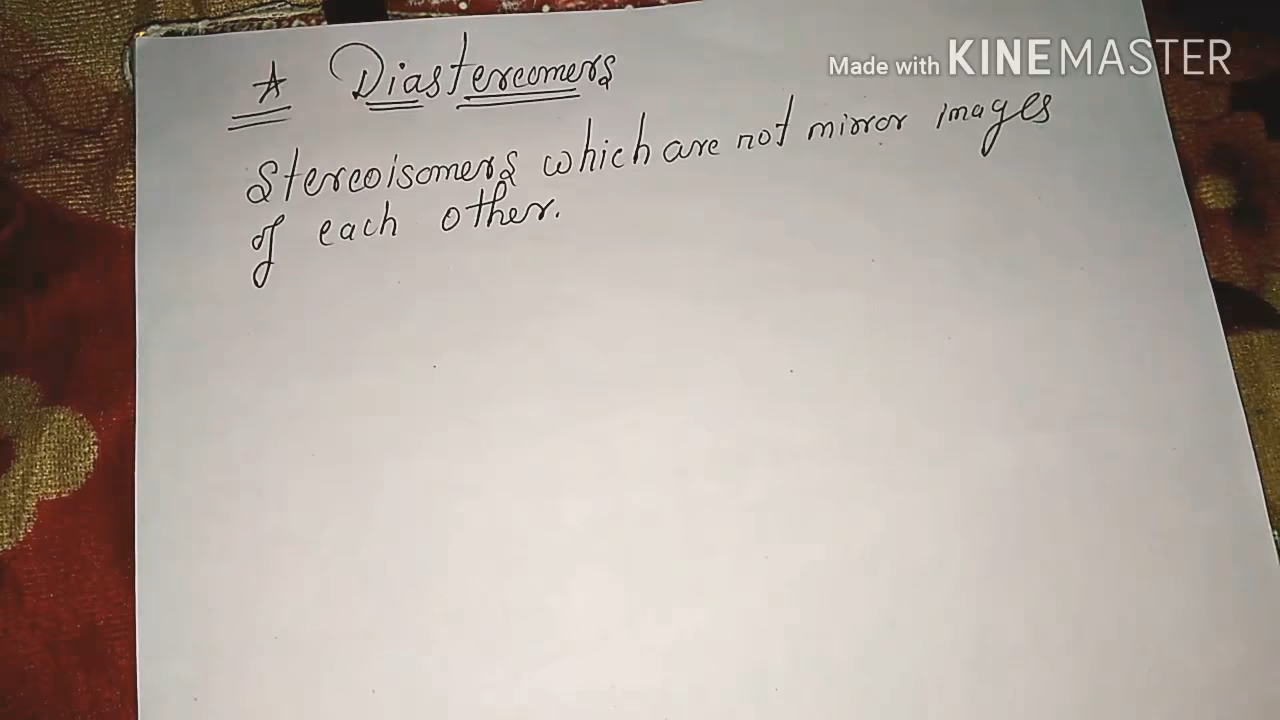 Made with KINEMASTER
☆ Diastereomers
Stereoisomers which are not mirror images
of each other.